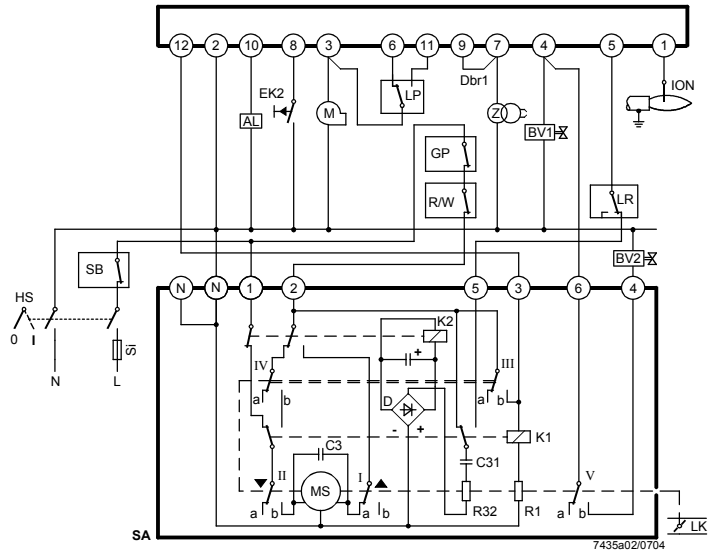 12 2 10 8 3 6 11 9 7 4 5 1
Dbr1
ION
EK2
LP
AL
M
Z
BV1
GP
R/W
LR
SB
BV2
HS
N N 1 2 5 3 6 4
0 I
Si
N L
K2
+
IV
III
a b
a b
D
- +
K1
C3
C31
II
I
V
MS
a b
a b
R32
R1
a b
SA
LK
7435a02/0704